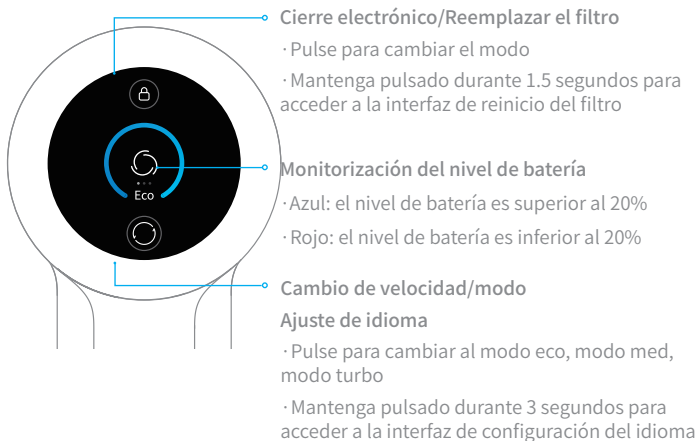 Cierre electrónico/Reemplazar el filtro
·Pulse para cambiar el modo
·Mantenga pulsado durante 1.5 segundos para
acceder a la interfaz de reinicio del filtro
Monitorización del nivel de batería
·Azul: el nivel de batería es superior al 20%
·Rojo: el nivel de batería es inferior al 20%
Eco
Cambio de velocidad/modo
Ajuste de idioma
·Pulse para cambiar al modo eco, modo med,
modo turbo
·Mantenga pulsado durante 3 segundos para
acceder a la interfaz de configuración del idioma